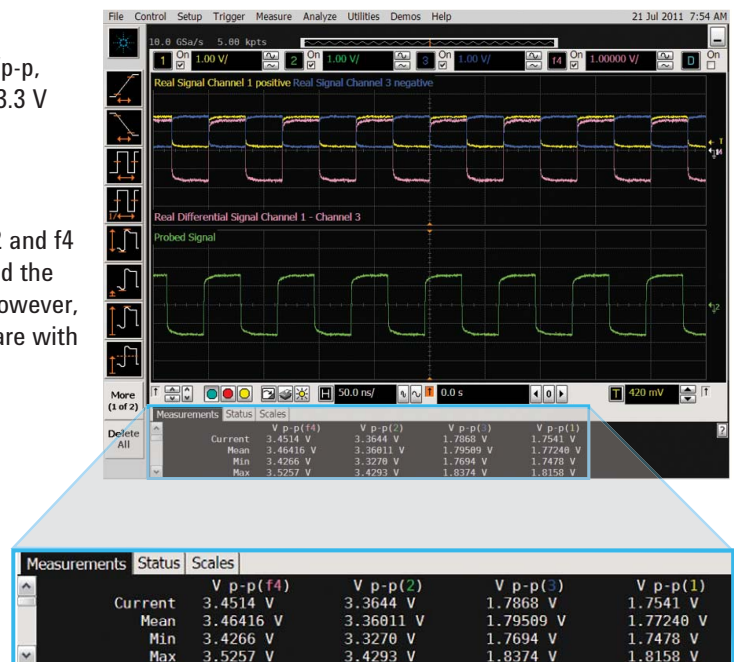 p-p,
3.3 V
2 and f4
d the
owever,
are with
File Control Setup Trigger Measure Analyze Utilities Demos Help 21 Jul 2011 7:54 AM
10.0 GSa/s 5.00 kpts
1 On 1.00 V/ 2 On 1.00 V/ 3 On 1.00 V/ f4 On 1.00000 V/ D On
Real Signal Channel 1 positive Real Signal Channel 3 negative
Real Differential Signal Channel 1 - Channel 3
Probed Signal
More
(1 of 2)
Delete
All
H 50.0 ns/ 0.0 s 0 T 420 mV
Measurements Status Scales
V p-p(f4) V p-p(2) V p-p(3) V p-p(1)
Current 3.4514 V 3.3644 V 1.7868 V 1.7541 V
Mean 3.46416 V 3.36011 V 1.79509 V 1.77240 V
Min 3.4266 V 3.3270 V 1.7694 V 1.7478 V
Max 3.5257 V 3.4293 V 1.8374 V 1.8158 V
Measurements Status Scales
V p-p(f4) V p-p(2) V p-p(3) V p-p(1)
Current 3.4514 V 3.3644 V 1.7868 V 1.7541 V
Mean 3.46416 V 3.36011 V 1.79509 V 1.77240 V
Min 3.4266 V 3.3270 V 1.7694 V 1.7478 V
Max 3.5257 V 3.4293 V 1.8374 V 1.8158 V